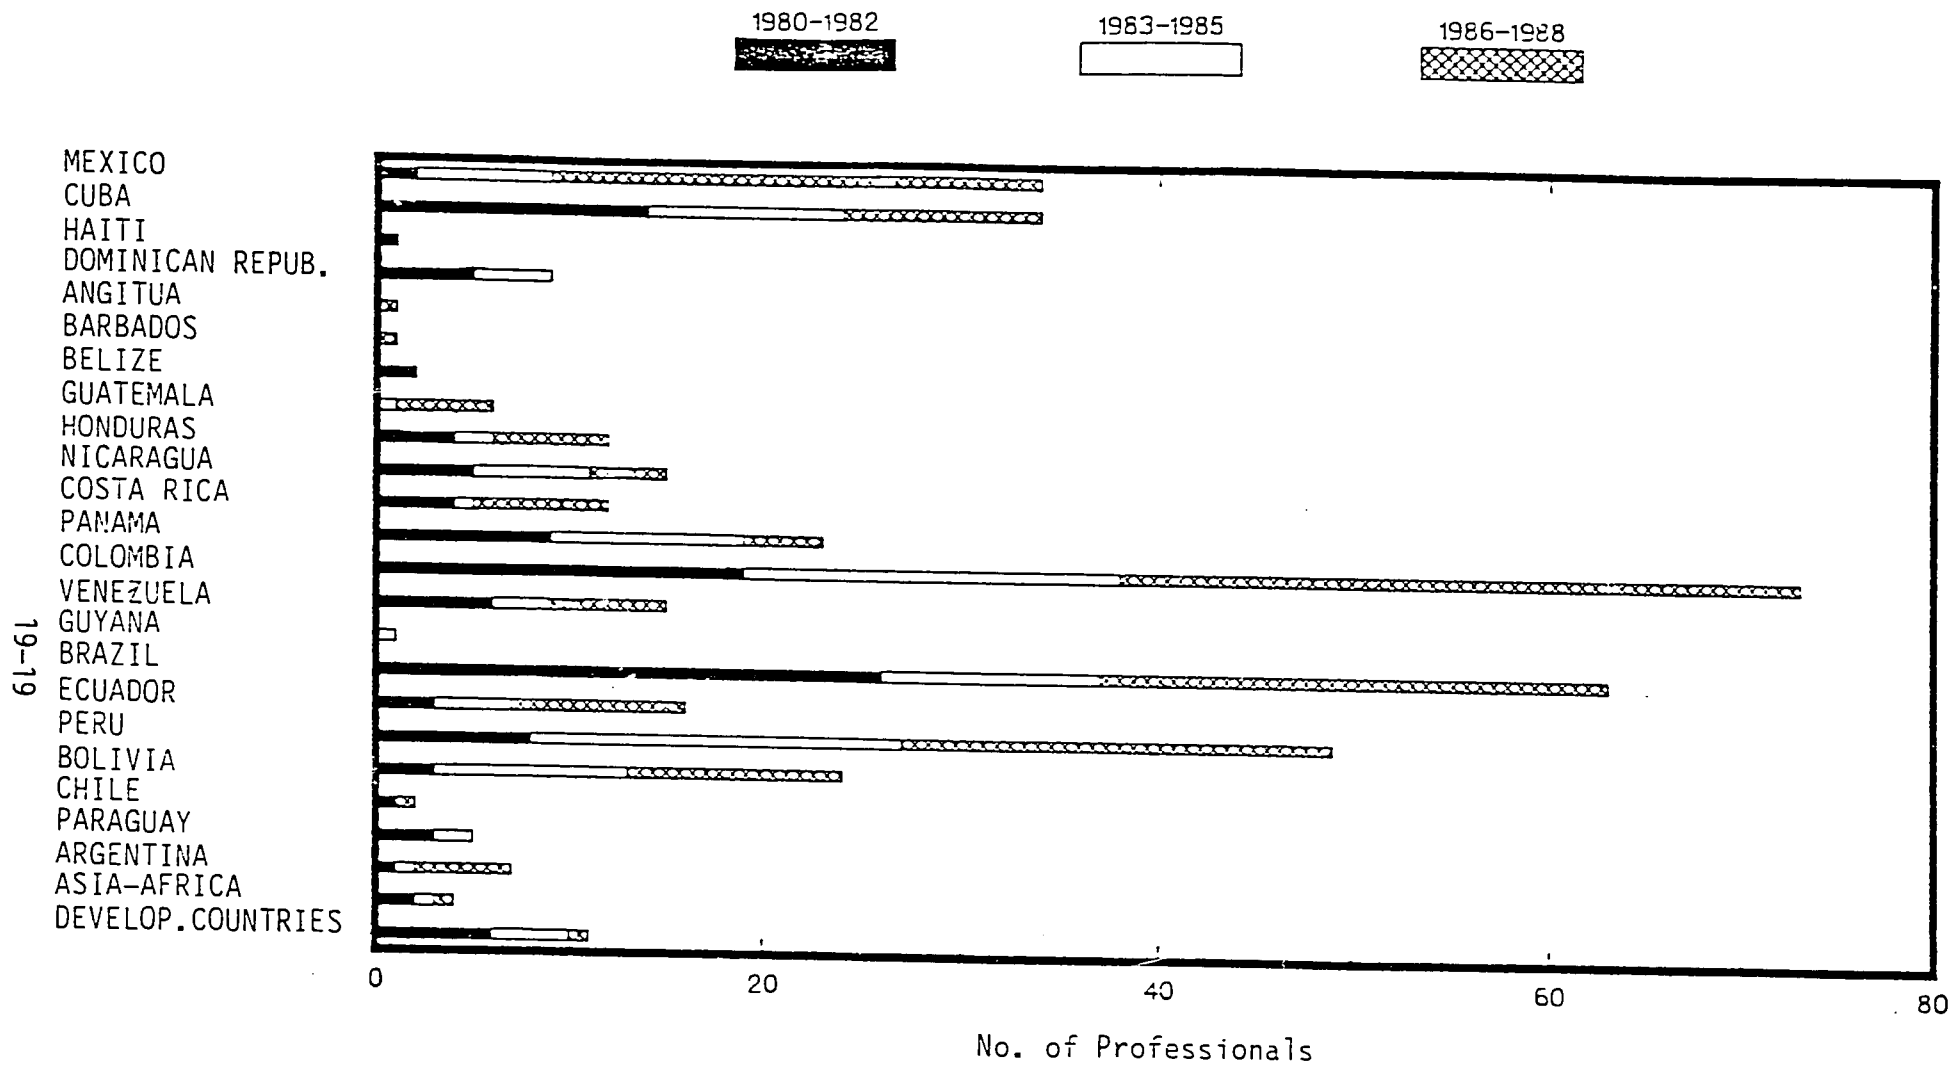 1980-1982 1983-1985 1986-1988
MEXICO
CUBA
HAITI
DOMINICAN REPUB.
ANGITUA
BARBADOS
BELIZE
GUATEMALA
HONDURAS
NICARAGUA
COSTA RICA
PANAMA
COLOMBIA
VENEZUELA
GUYANA
BRAZIL
ECUADOR
PERU
BOLIVIA
CHILE
PARAGUAY
ARGENTINA
ASIA-AFRICA
DEVELOP.COUNTRIES
0 20 40 60 80
No. of Professionals
19-19